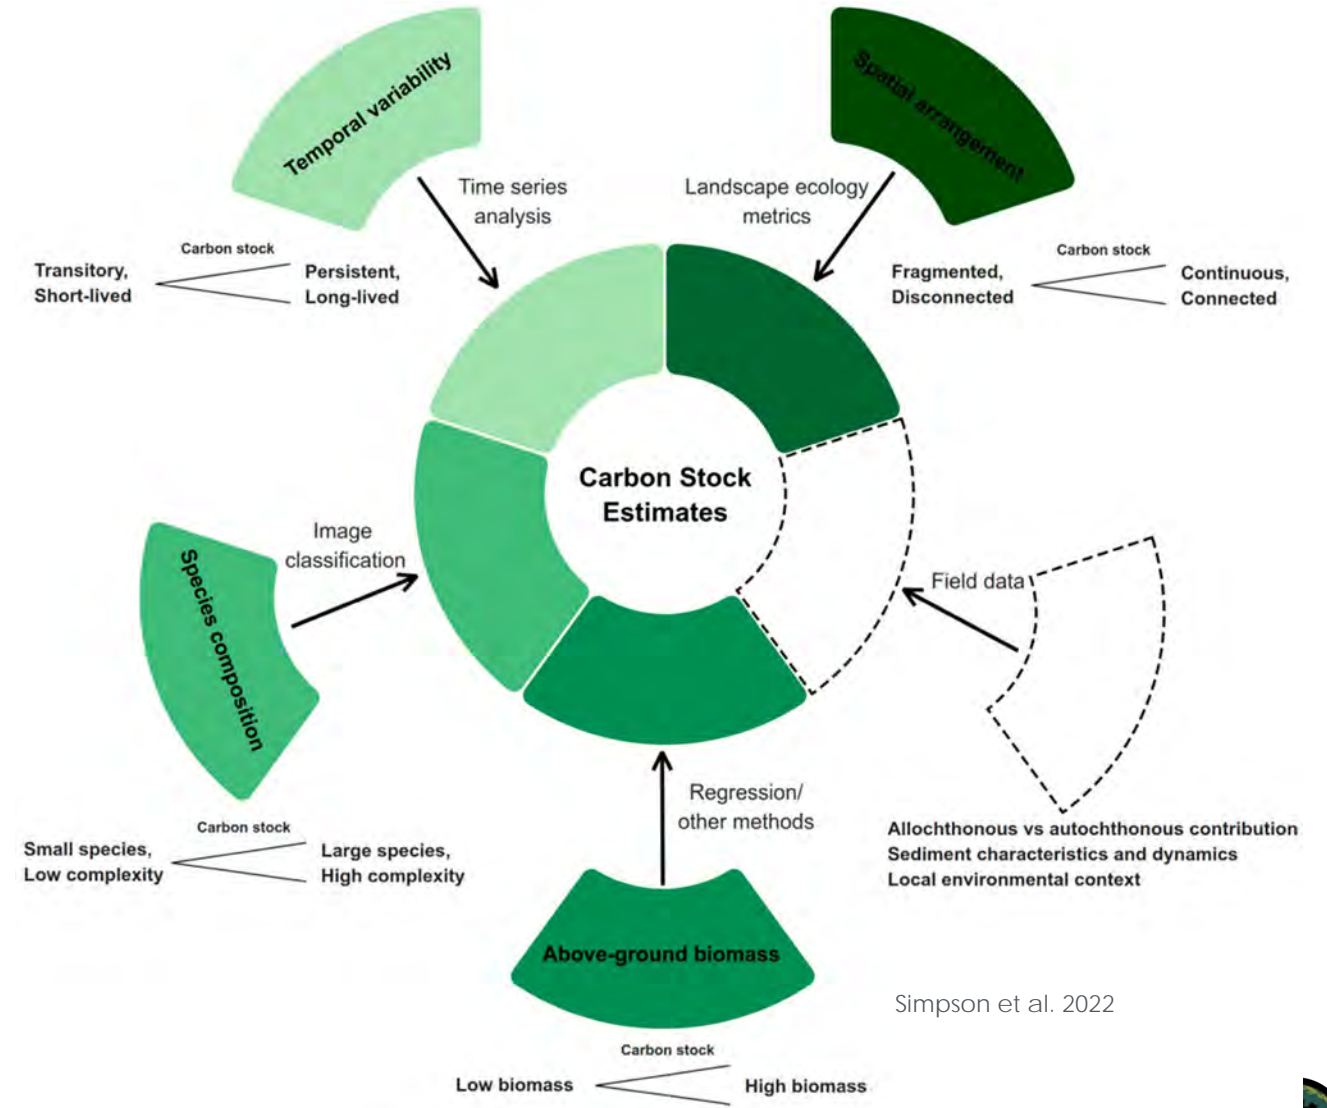 Temporal variability
Spatial arrangement
Time series
analysis
Landscape ecology
metrics
Carbon stock
Transitory,
Short-lived
Persistent,
Long-lived
Carbon stock
Fragmented,
Disconnected
Continuous,
Connected
Carbon Stock
Estimates
Image
classification
Species composition
Field data
Carbon stock
Small species,
Low complexity
Large species,
High complexity
Regression/
other methods
Allochthonous vs autochthonous contribution
Sediment characteristics and dynamics
Local environmental context
Above-ground biomass
Simpson et al. 2022
Carbon stock
Low biomass
High biomass